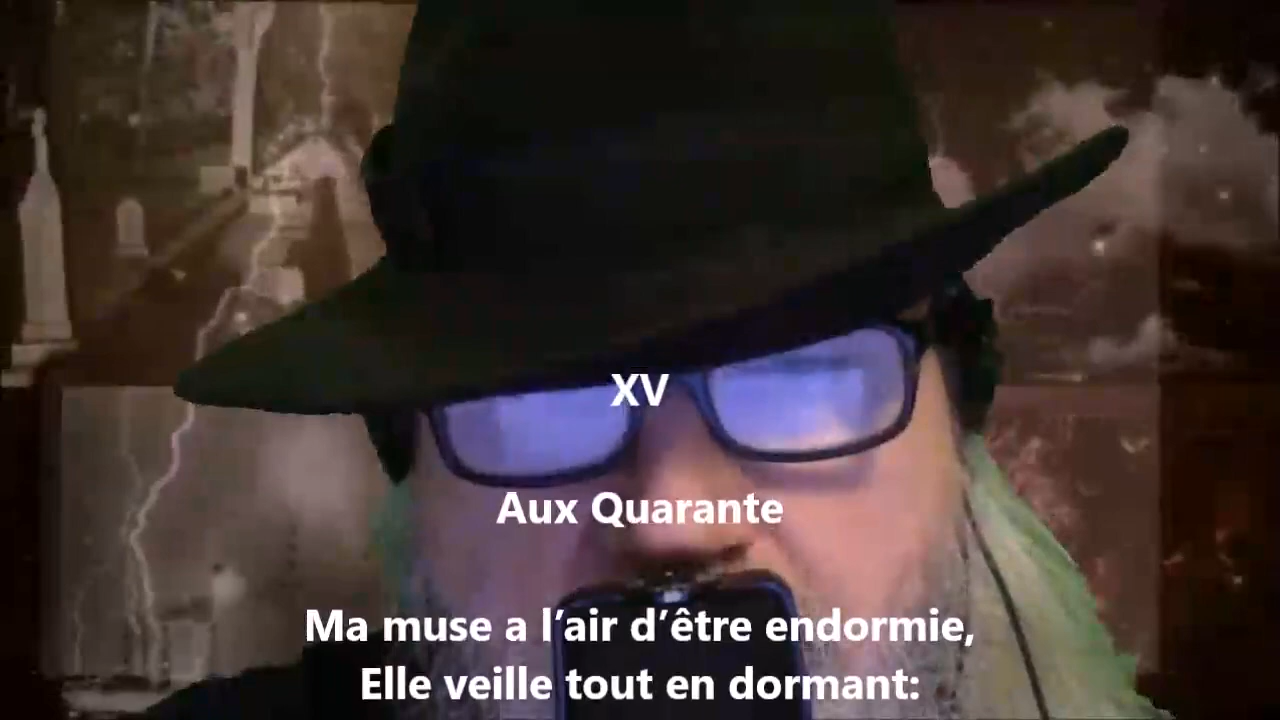 XV
Aux Quarante
Ma muse a l’air d’être endormie,
Elle veille tout en dormant: